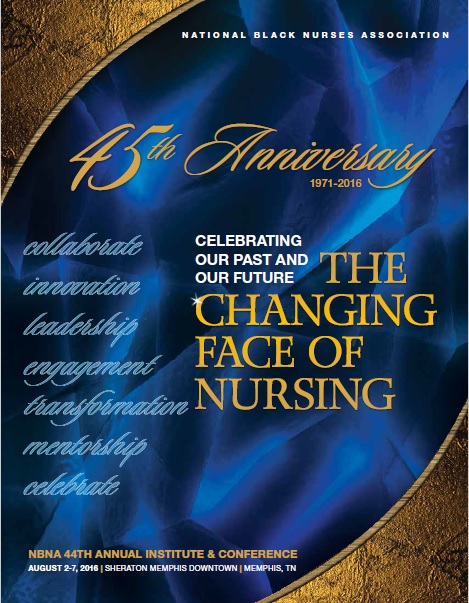 NATIONAL BLACK NURSES ASSOCIATION
45th Anniversary
1971-2016
collaborate
innovation
leadership
engagement
transformation
mentorship
celebrate
CELEBRATING
OUR PAST AND
OUR FUTURE
THE
CHANGING
FACE OF
NURSING
NBNA 44TH ANNUAL INSTITUTE & CONFERENCE
AUGUST 2-7, 2016 | SHERATON MEMPHIS DOWNTOWN | MEMPHIS, TN